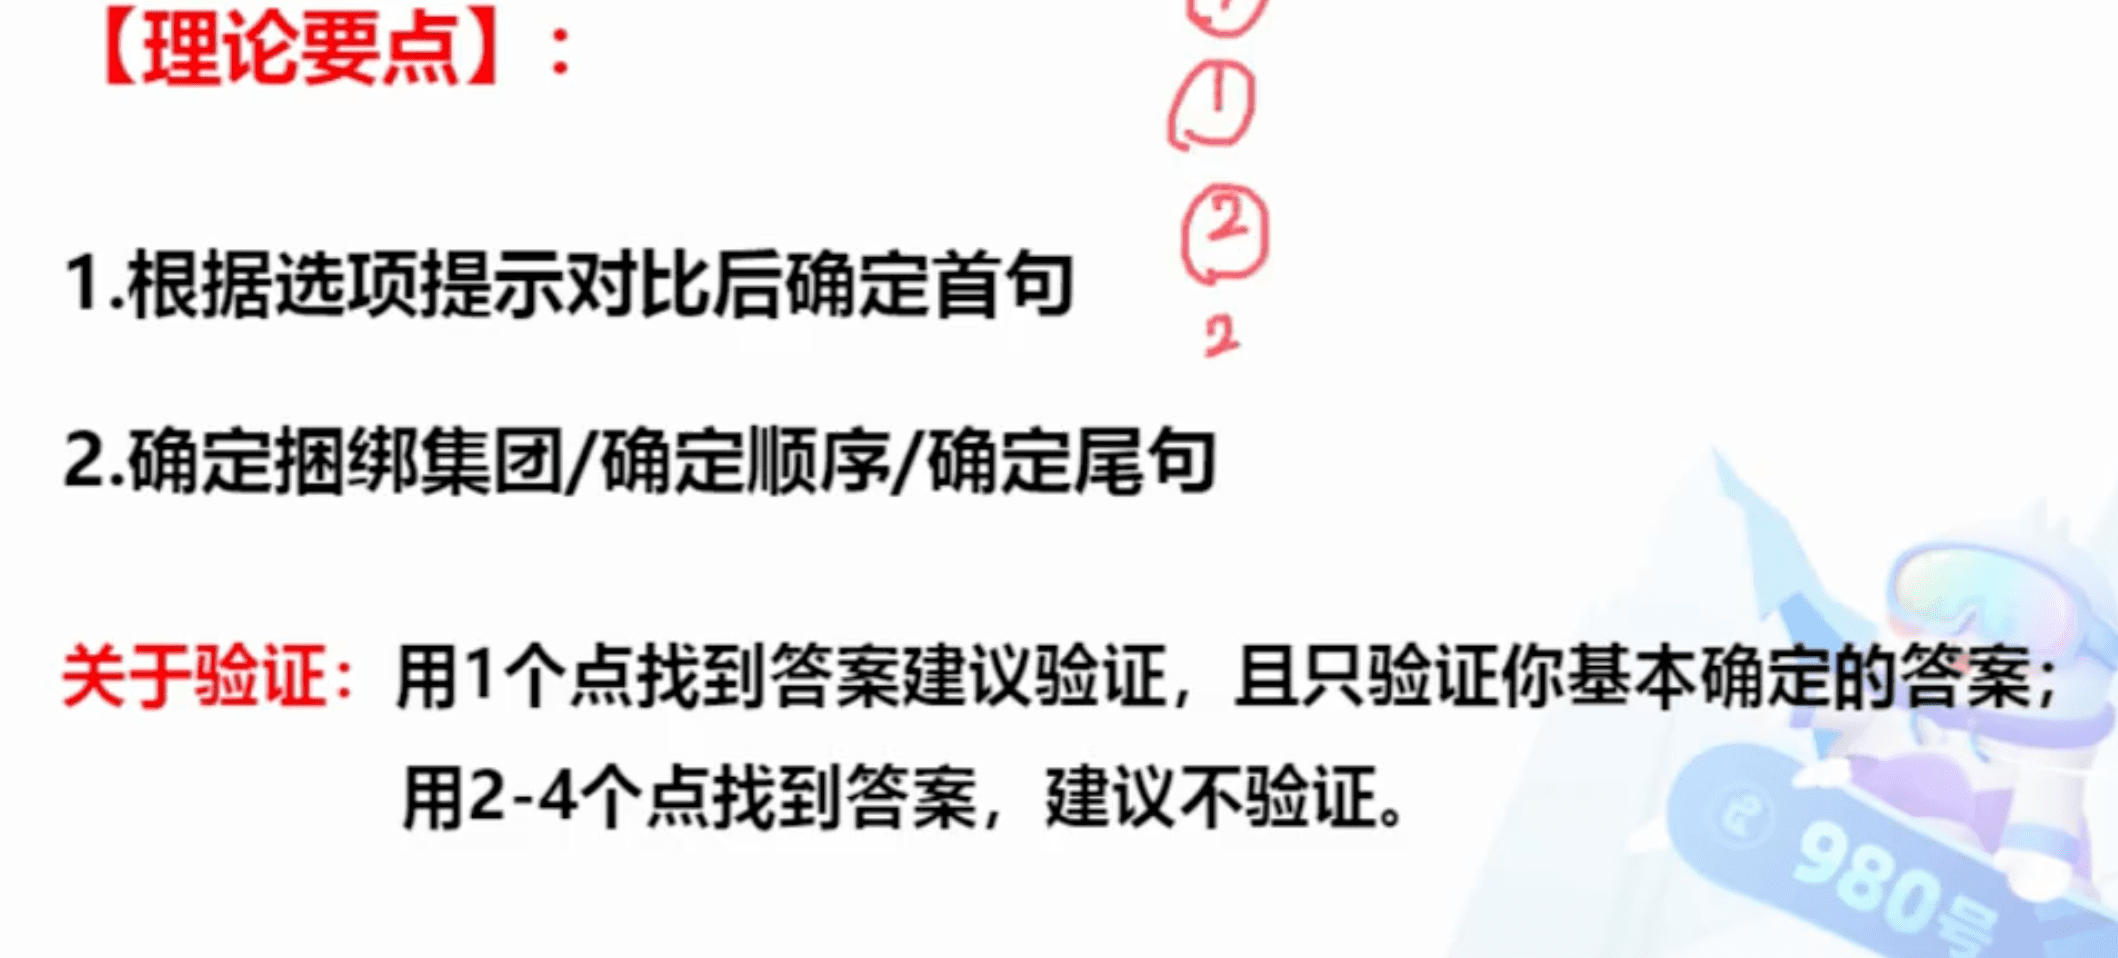 【理论要点】：
①
②
1.根据选项提示对比后确定首句
2
2.确定捆绑集团/确定顺序/确定尾句
关于验证：用1个点找到答案建议验证，且只验证你基本确定的答案；
用2-4个点找到答案，建议不验证。
980号